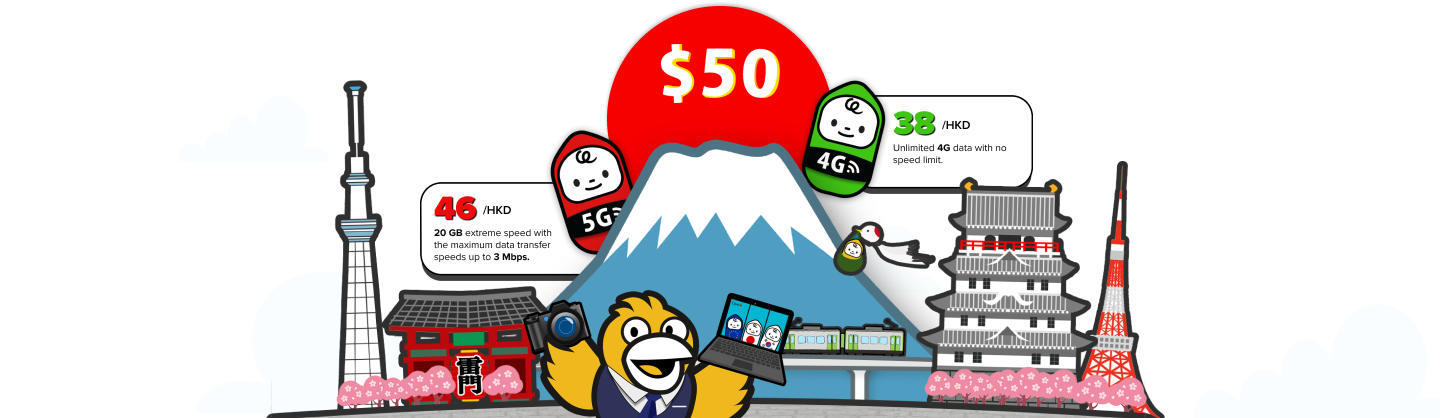 $50
38 /HKD
Unlimited 4G data with no
speed limit.
4G
46 /HKD
20 GB extreme speed with
the maximum data transfer
speeds up to 3 Mbps.
5G
雷門